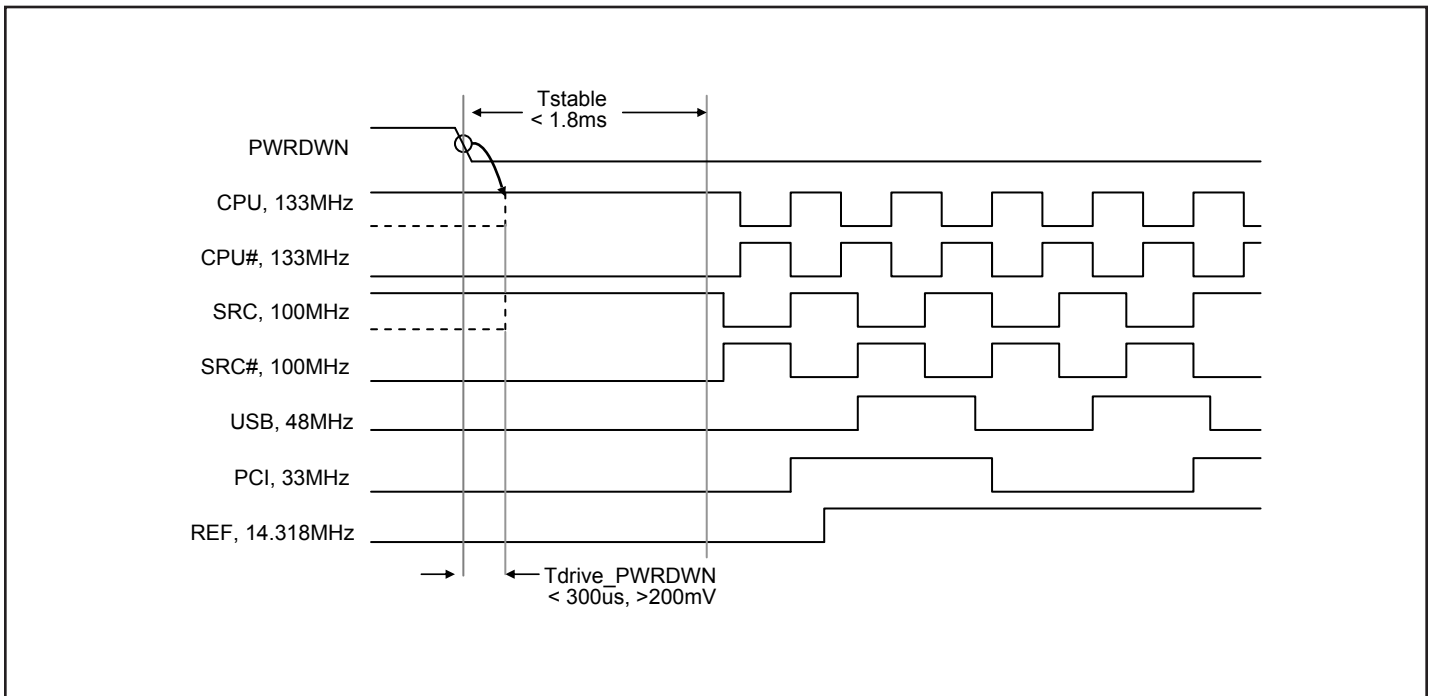 Tstable
< 1.8ms
PWRDWN
CPU, 133MHz
CPU#, 133MHz
SRC, 100MHz
SRC#, 100MHz
USB, 48MHz
PCI, 33MHz
REF, 14.318MHz
Tdrive_PWRDWN
< 300us, >200mV